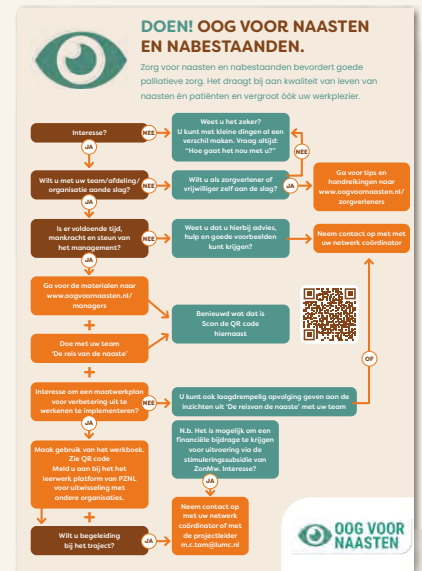 DOEN! OOG VOOR NAASTEN
EN NABESTAANDEN.
Zorg voor naasten en nabestaanden bevordert goede
palliatieve zorg. Het draagt bij aan kwaliteit van leven van
naasten én patiënten en vergroot óók uw werkplezier.
Interesse?
NEE
Weet u het zeker?
U kunt met kleine dingen al een
verschil maken. Vraag altijd:
“Hoe gaat het nou met u?”
JA
NEE
Wilt u met uw team/afdeling/
organisatie aande slag?
NEE
Wilt u als zorgverlener of
vrijwilliger zelf aan de slag?
JA
Ga voor tips en
handreikingen naar
www.oogvoornaasten.nl/
zorgverleners
JA
Is er voldoende tijd,
mankracht en steun van
het management?
NEE
Weet u dat u hierbij advies,
hulp en goede voorbeelden
kunt krijgen?
Neem contact op met met
uw netwerk coördinator
JA
Ga voor de materialen naar
www.oogvoornaasten.nl/
managers
+
Doe met uw team
‘De reis van de naaste’
Benieuwd wat dat is
Scan de QR code
hiernaast
+
OF
Interesse om een maatwerkplan
voor verbetering uit te
werken en te implementeren?
NEE
U kunt ook laagdrempelig opvolging geven aan de
inzichten uit ‘De reisvan de naaste’ met uw team
JA
N.b. Het is mogelijk om een
financiële bijdrage te krijgen
voor uitvoering via de
stimuleringssubsidie van
ZonMw. Interesse?
Maak gebruik van het werkboek.
Zie QR code
Meld u aan bij het het
leerwerk platform van PZNL
voor uitwisseling met
andere organisaties.
JA
+
Neem contact op
met uw netwerk
coördinator of met
de projectleider
m.c.tam@lumc.nl
Wilt u begeleiding
bij het traject?
JA
OOG VOOR
NAASTEN